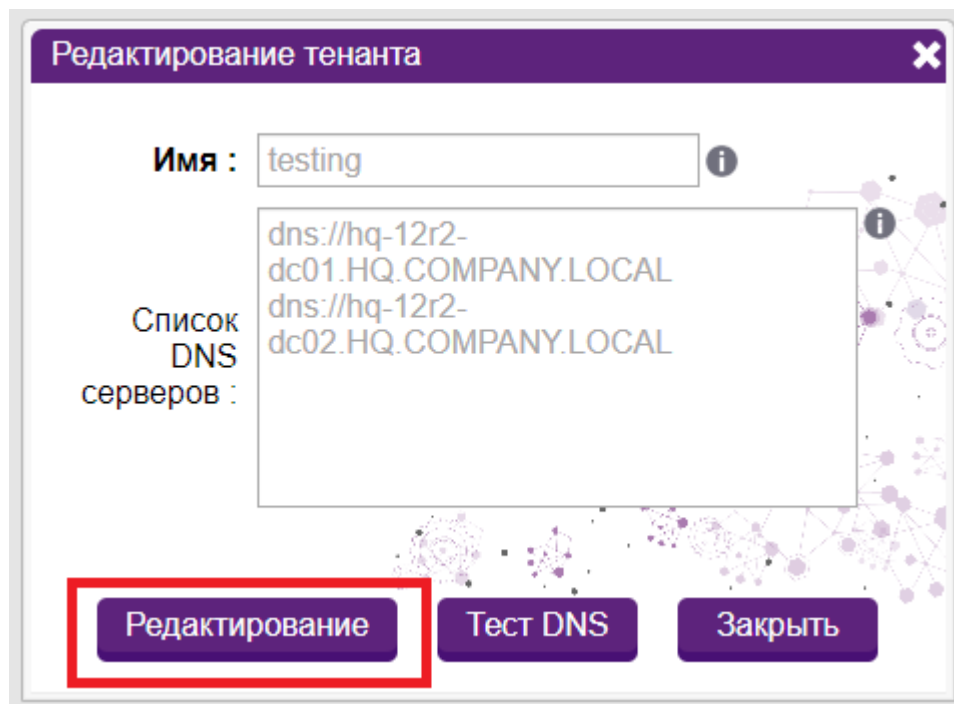 Редактирование тенанта
Имя :
testing
dns://hq-12r2-
dc01.HQ.COMPANY.LOCAL
dns://hq-12r2-
dc02.HQ.COMPANY.LOCAL
Список
DNS
серверов :
Редактирование
Тест DNS
Закрыть